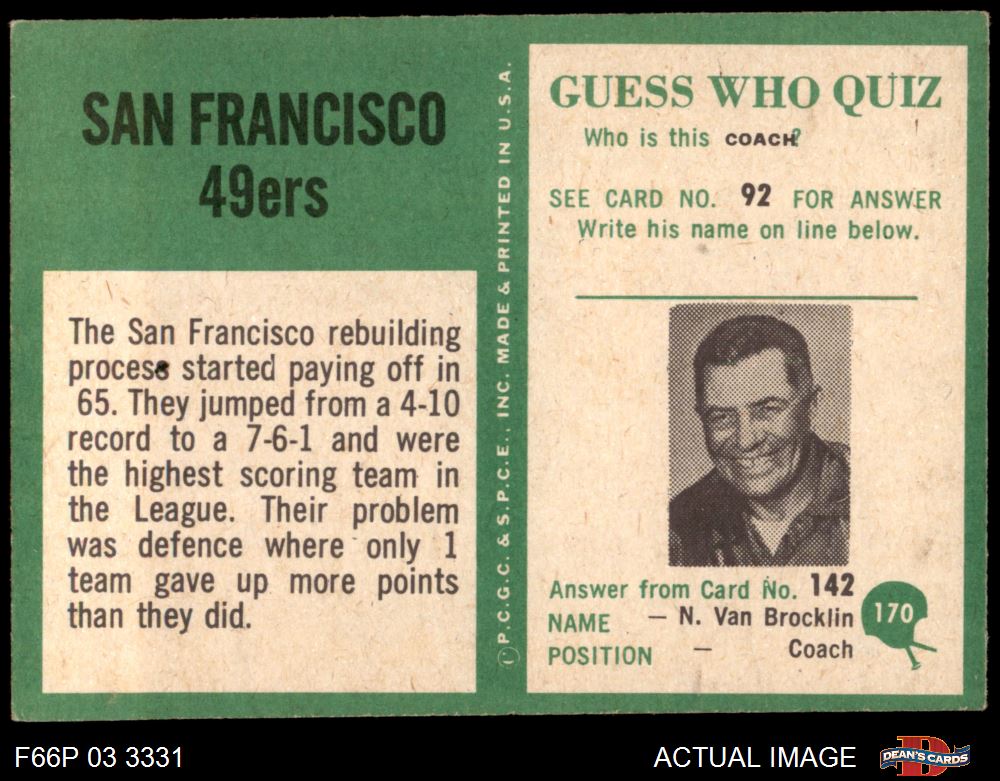 SAN FRANCISCO
49ers
The San Francisco rebuilding
process started paying off in
65. They jumped from a 4-10
record to a 7-6-1 and were
the highest scoring team in
the League. Their problem
was defence where only 1
team gave up more points
than they did.
©P.C.G.C. & S.P.C.E., INC. MADE & PRINTED IN U.S.A.
GUESS WHO QUIZ
Who is this COACH?
SEE CARD NO. 92 FOR ANSWER
Write his name on line below.
Answer from Card No. 142
NAME — N. Van Brocklin
POSITION — Coach
170
F66P 03 3331
ACTUAL IMAGE
D
DEAN'S CARDS